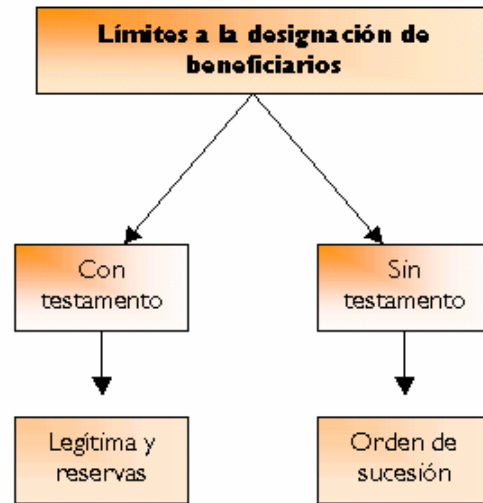 Límites a la designación de
beneficiarios
Con
testamento
Sin
testamento
Legítima y
reservas
Orden de
sucesión